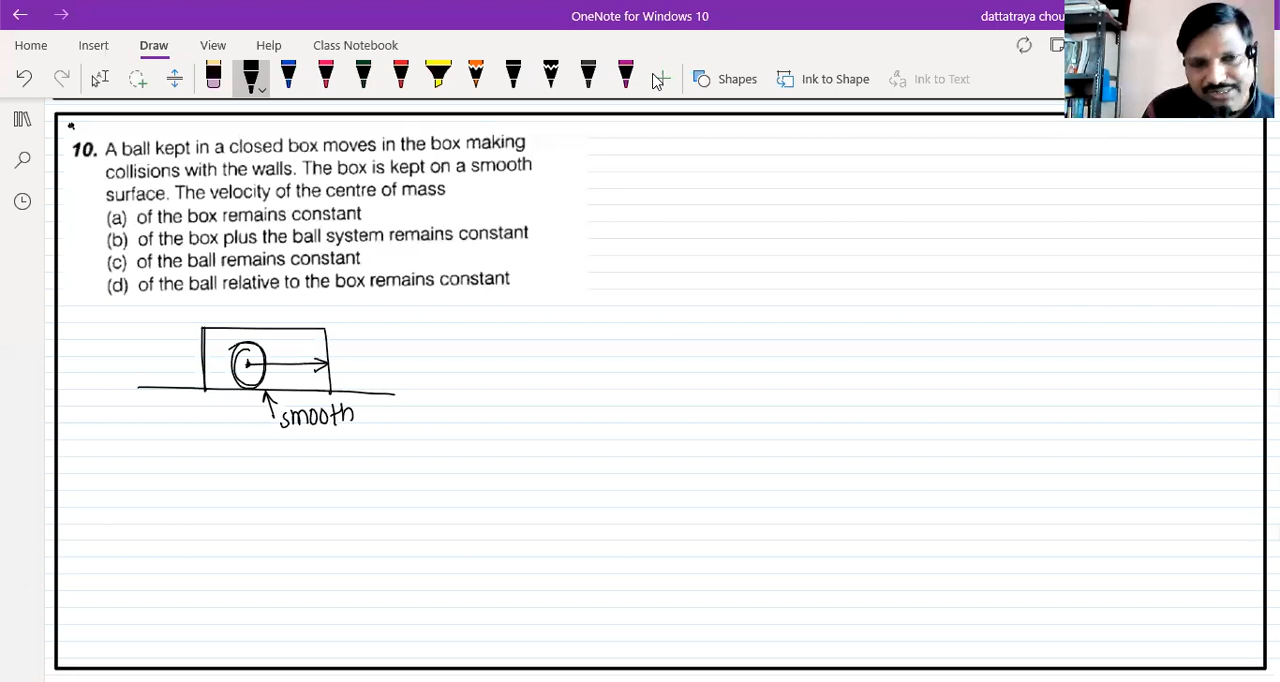 OneNote for Windows 10
dattatraya chou
Home Insert Draw View Help Class Notebook
Shapes Ink to Shape Ink to Text
10. A ball kept in a closed box moves in the box making
collisions with the walls. The box is kept on a smooth
surface. The velocity of the centre of mass
(a) of the box remains constant
(b) of the box plus the ball system remains constant
(c) of the ball remains constant
(d) of the ball relative to the box remains constant
smooth